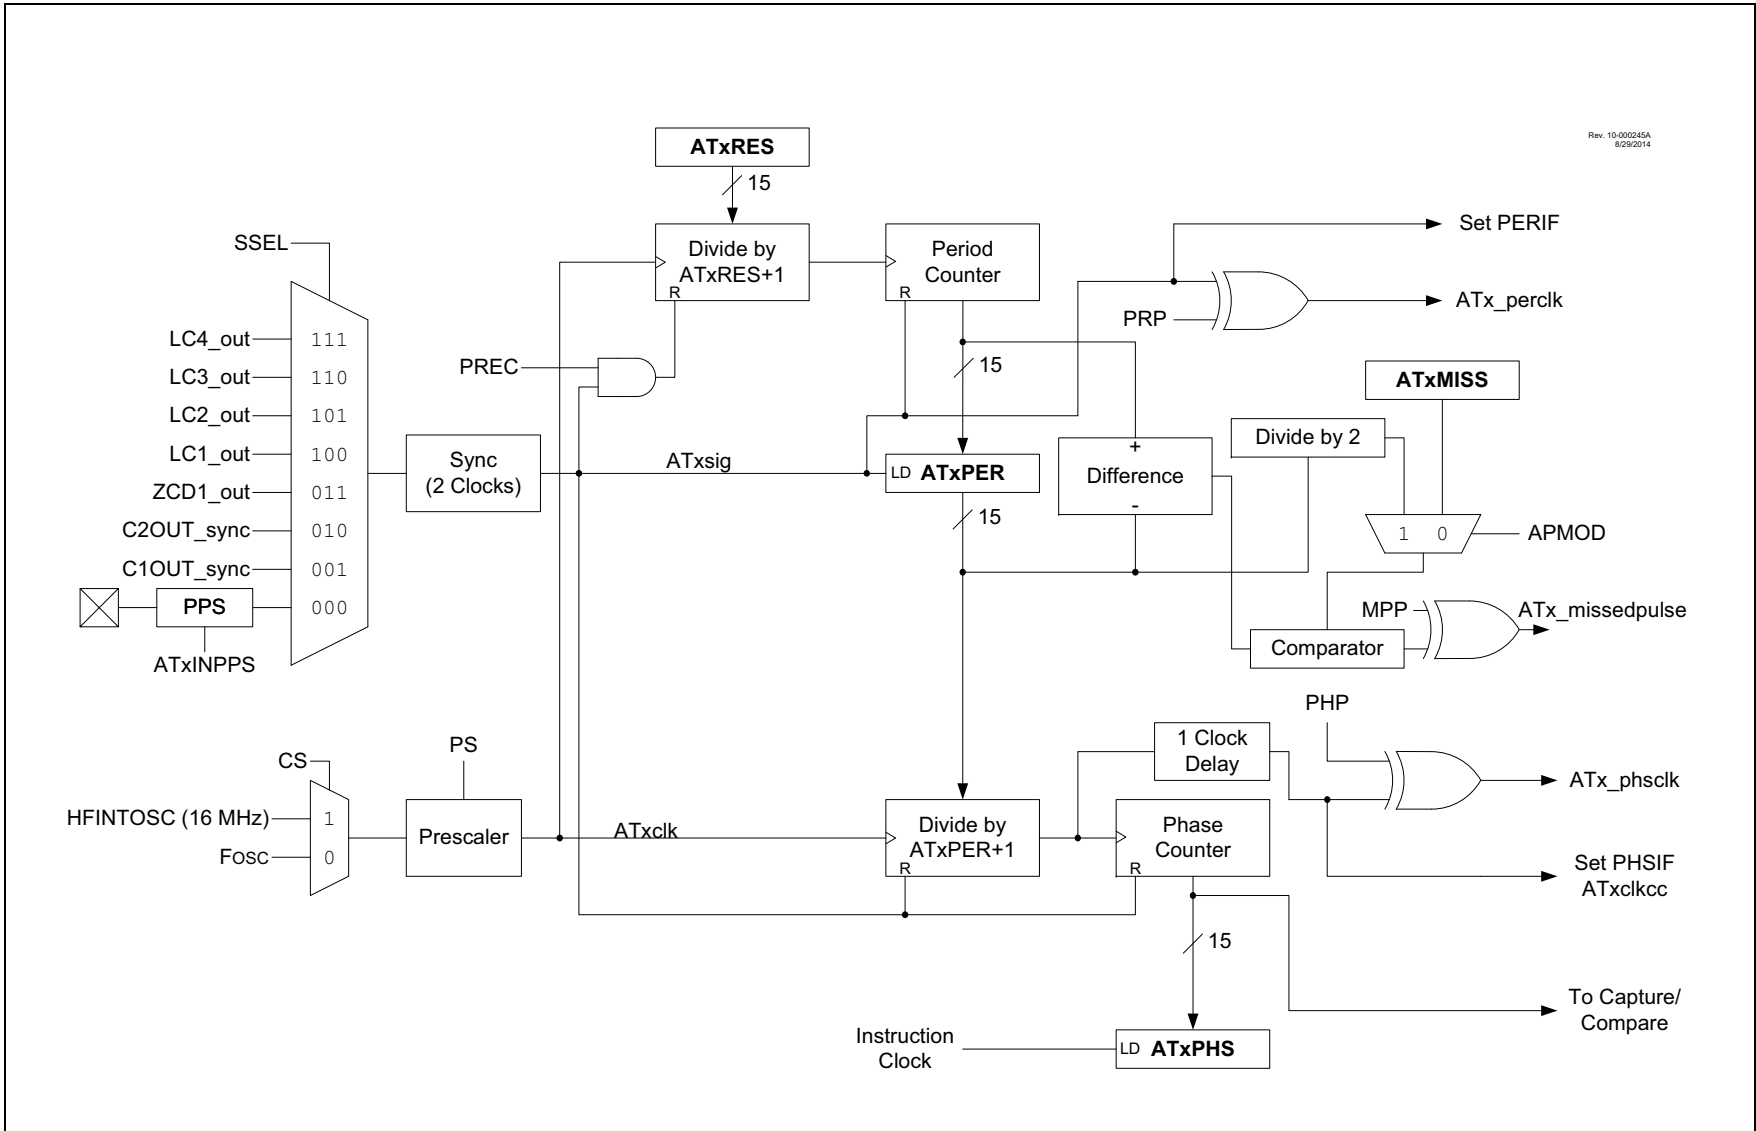 Rev. 10-000245A
8/29/2014
ATxRES
15
SSEL
Divide by
ATxRES+1
R
Period
Counter
R
Set PERIF
ATx_perclk
PRP
LC4_out
111
LC3_out
110
LC2_out
101
LC1_out
100
ZCD1_out
011
C2OUT_sync
010
C1OUT_sync
001
PPS
000
ATxINPPS
PREC
15
ATxMISS
Sync
(2 Clocks)
ATxsig
LD ATxPER
15
+
Difference
-
Divide by 2
1 0
APMOD
MPP
ATx_missedpulse
Comparator
PHP
CS
PS
HFINTOSC (16 MHz)
1
FOSC
0
Prescaler
ATxclk
Divide by
ATxPER+1
R
1 Clock
Delay
Phase
Counter
R
ATx_phsclk
Set PHSIF
ATxclkcc
15
To Capture/
Compare
Instruction
Clock
LD ATxPHS